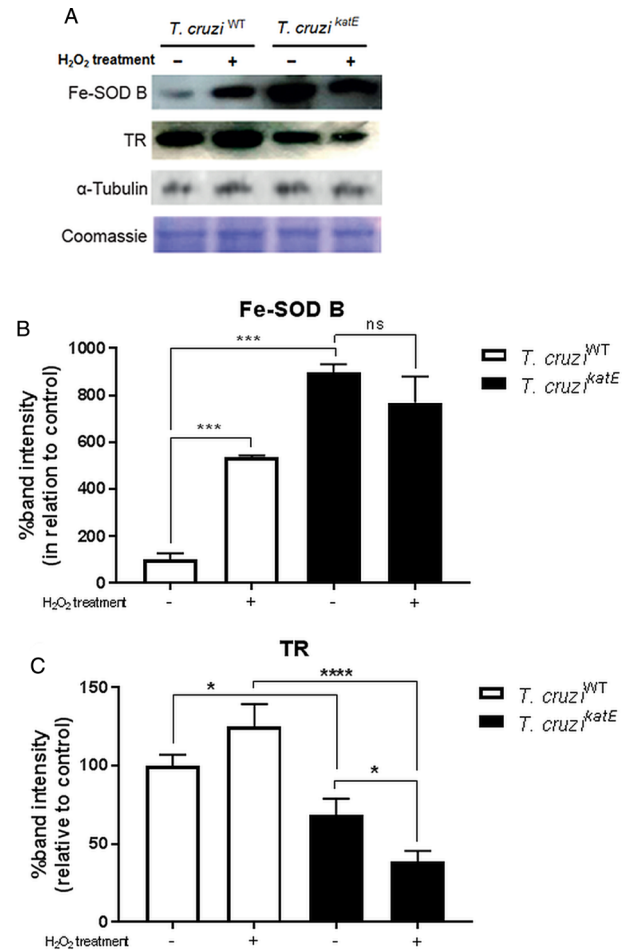 A
T. cruzi WT T. cruzi katE
H2O2 treatment – + – +
Fe-SOD B
TR
α-Tubulin
Coomassie
B
Fe-SOD B
ns
***
***
1000
800
600
400
200
0
%band intensity
(in relation to control)
H2O2 treatment - + - +
T. cruzi WT
T. cruzi katE
C
TR
****
*
*
150
100
50
0
%band intensity
(relative to control)
H2O2 treatment - + - +
T. cruzi WT
T. cruzi katE